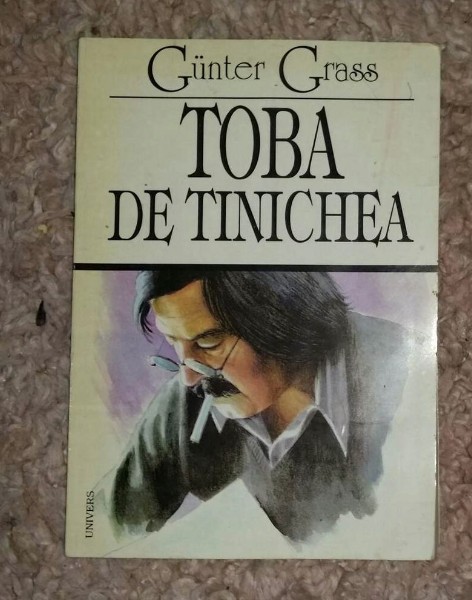 Günter Grass
TOBA
DE TINICHEA
UNIVERS